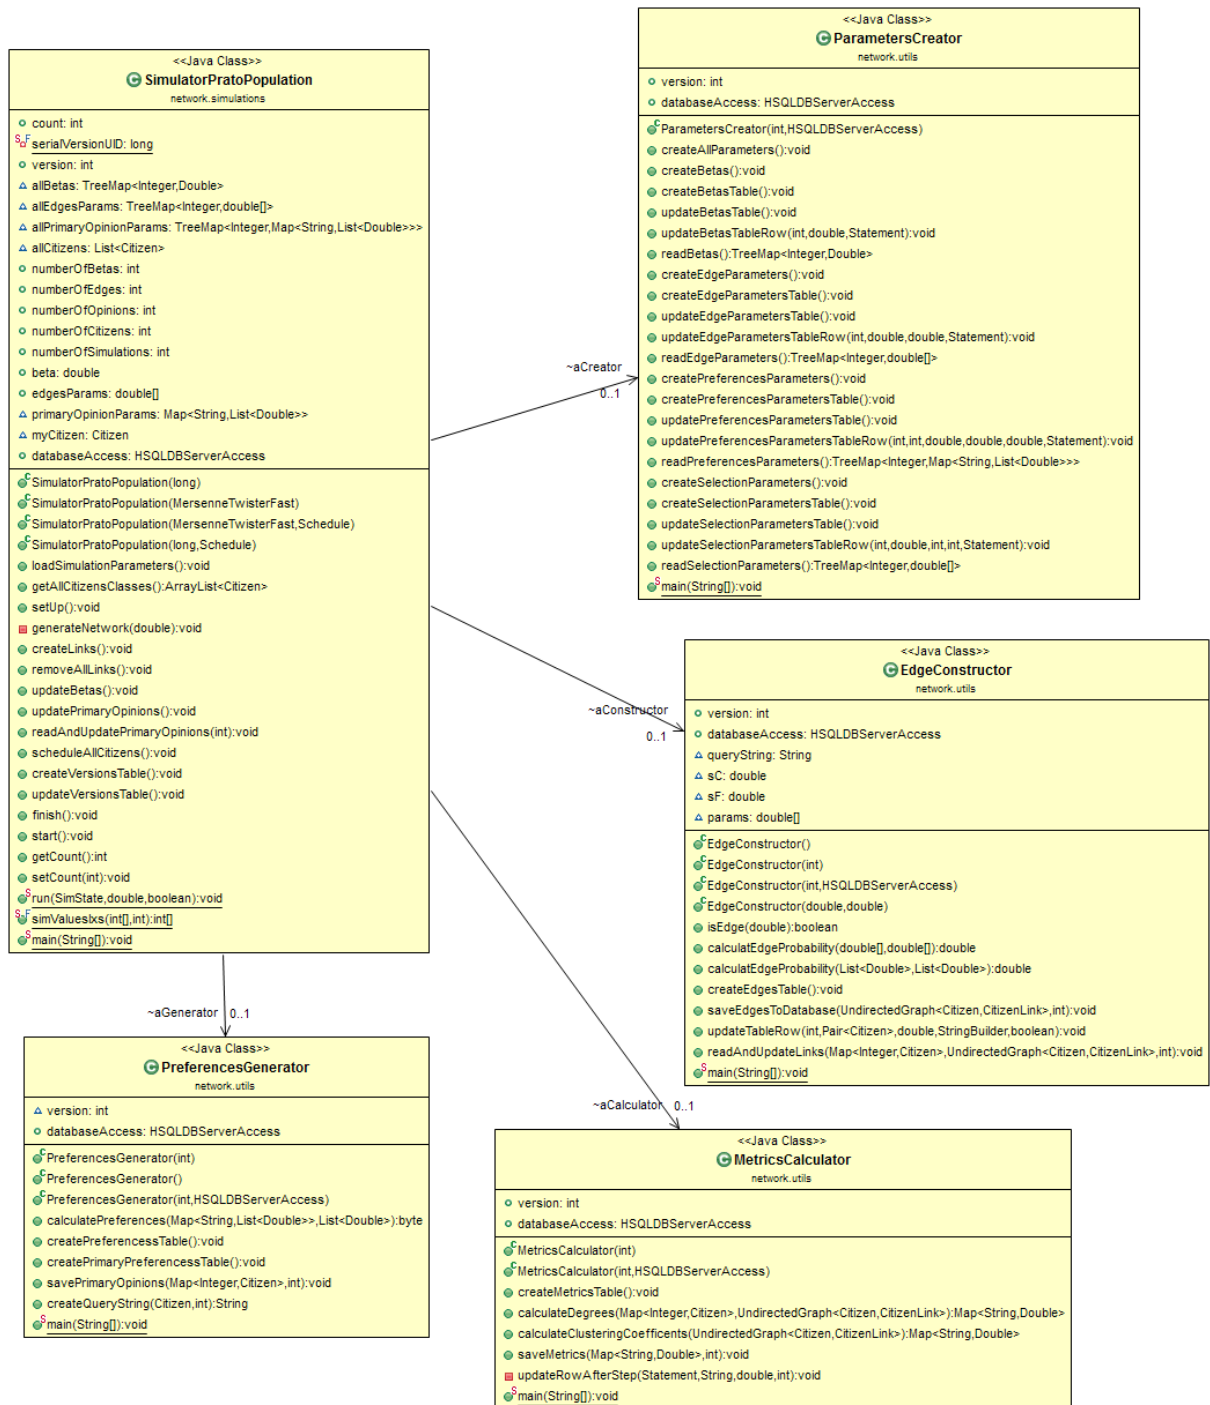 <<Java Class>>
SimulatorPratoPopulation
network.simulations
count: int
serialVersionUID: long
version: int
allBetas: TreeMap<Integer,Double>
allEdgesParams: TreeMap<Integer,double[]>
allPrimaryOpinionParams: TreeMap<Integer,Map<String,List<Double>>>
allCitizens: List<Citizen>
numberOfBetas: int
numberOfEdges: int
numberOfOpinions: int
numberOfCitizens: int
numberOfSimulations: int
beta: double
edgesParams: double[]
primaryOpinionParams: Map<String,List<Double>>
myCitizen: Citizen
databaseAccess: HSQLDBServerAccess
SimulatorPratoPopulation(long)
SimulatorPratoPopulation(MersenneTwisterFast)
SimulatorPratoPopulation(MersenneTwisterFast,Schedule)
SimulatorPratoPopulation(long,Schedule)
loadSimulationParameters():void
getAllCitizensClasses():ArrayList<Citizen>
setUp():void
generateNetwork(double):void
createLinks():void
removeAllLinks():void
updateBetas():void
updatePrimaryOpinions():void
readAndUpdatePrimaryOpinions(int):void
scheduleAllCitizens():void
createVersionsTable():void
updateVersionsTable():void
finish():void
start():void
getCount():int
setCount(int):void
run(SimState,double,boolean):void
simValuesIxs(int[],int):int[]
main(String[]):void
<<Java Class>>
ParametersCreator
network.utils
version: int
databaseAccess: HSQLDBServerAccess
ParametersCreator(int,HSQLDBServerAccess)
createAllParameters():void
createBetas():void
createBetasTable():void
updateBetasTable():void
updateBetasTableRow(int,double,Statement):void
readBetas():TreeMap<Integer,Double>
createEdgeParameters():void
createEdgeParametersTable():void
updateEdgeParametersTable():void
updateEdgeParametersTableRow(int,double,double,Statement):void
readEdgeParameters():TreeMap<Integer,double[]>
createPreferencesParameters():void
createPreferencesParametersTable():void
updatePreferencesParametersTable():void
updatePreferencesParametersTableRow(int,int,double,double,double,Statement):void
readPreferencesParameters():TreeMap<Integer,Map<String,List<Double>>>
createSelectionParameters():void
createSelectionParametersTable():void
updateSelectionParametersTable():void
updateSelectionParametersTableRow(int,double,int,int,Statement):void
readSelectionParameters():TreeMap<Integer,double[]>
main(String[]):void
~aCreator
0..1
<<Java Class>>
EdgeConstructor
network.utils
version: int
databaseAccess: HSQLDBServerAccess
queryString: String
sC: double
sF: double
params: double[]
EdgeConstructor()
EdgeConstructor(int)
EdgeConstructor(int,HSQLDBServerAccess)
EdgeConstructor(double,double)
isEdge(double):boolean
calculatEdgeProbability(double[],double[]):double
calculatEdgeProbability(List<Double>,List<Double>):double
createEdgesTable():void
saveEdgesToDatabase(UndirectedGraph<Citizen,CitizenLink>,int):void
updateTableRow(int,Pair<Citizen>,double,StringBuilder,boolean):void
readAndUpdateLinks(Map<Integer,Citizen>,UndirectedGraph<Citizen,CitizenLink>,int):void
main(String[]):void
~aConstructor
0..1
~aGenerator
0..1
<<Java Class>>
PreferencesGenerator
network.utils
version: int
databaseAccess: HSQLDBServerAccess
PreferencesGenerator(int)
PreferencesGenerator()
PreferencesGenerator(int,HSQLDBServerAccess)
calculatePreferences(Map<String,List<Double>>,List<Double>):byte
createPreferencessTable():void
createPrimaryPreferencessTable():void
savePrimaryOpinions(Map<Integer,Citizen>,int):void
createQueryString(Citizen,int):String
main(String[]):void
~aCalculator
0..1
<<Java Class>>
MetricsCalculator
network.utils
version: int
databaseAccess: HSQLDBServerAccess
MetricsCalculator(int)
MetricsCalculator(int,HSQLDBServerAccess)
createMetricsTable():void
calculateDegrees(Map<Integer,Citizen>,UndirectedGraph<Citizen,CitizenLink>):Map<String,Double>
calculateClusteringCoefficents(UndirectedGraph<Citizen,CitizenLink>):Map<String,Double>
saveMetrics(Map<String,Double>,int):void
updateRowAfterStep(Statement,String,double,int):void
main(String[]):void